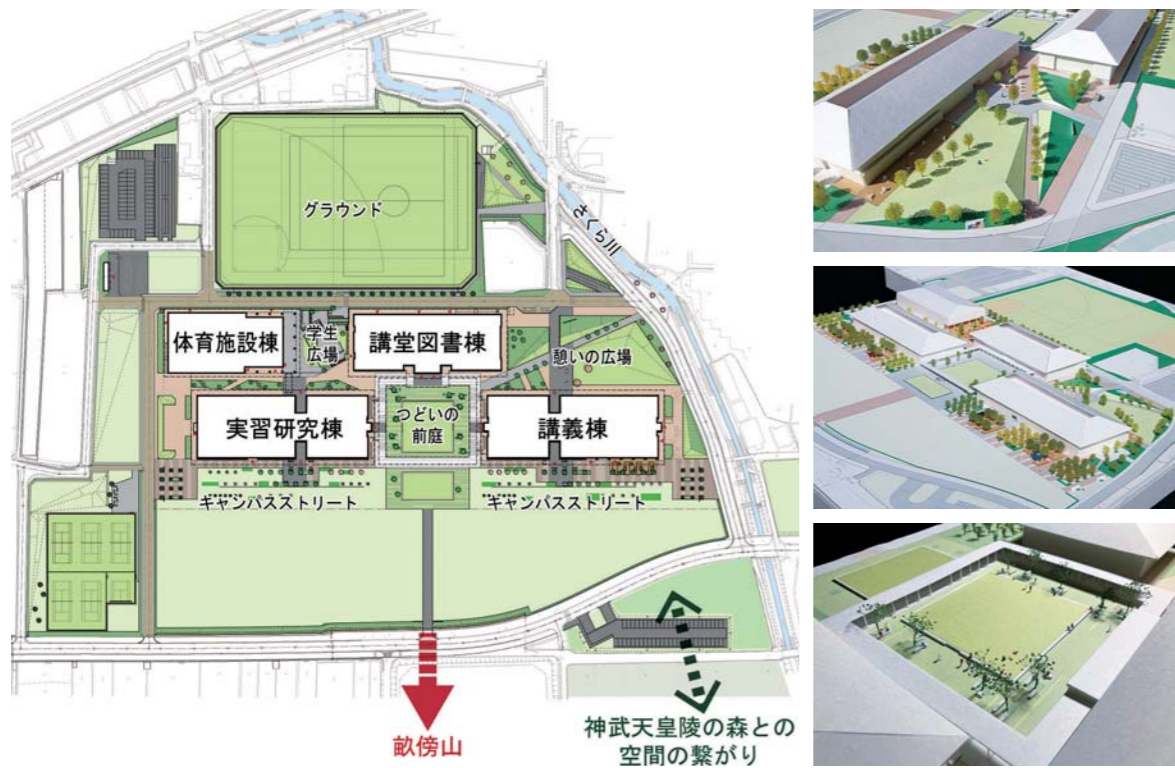 グラウンド
さくら川
体育施設棟
学生
広場
講堂図書棟
憩いの広場
実習研究棟
つどいの
前庭
講義棟
キャンパスストリート
キャンパスストリート
畝傍山
神武天皇陵の森との
空間の繋がり